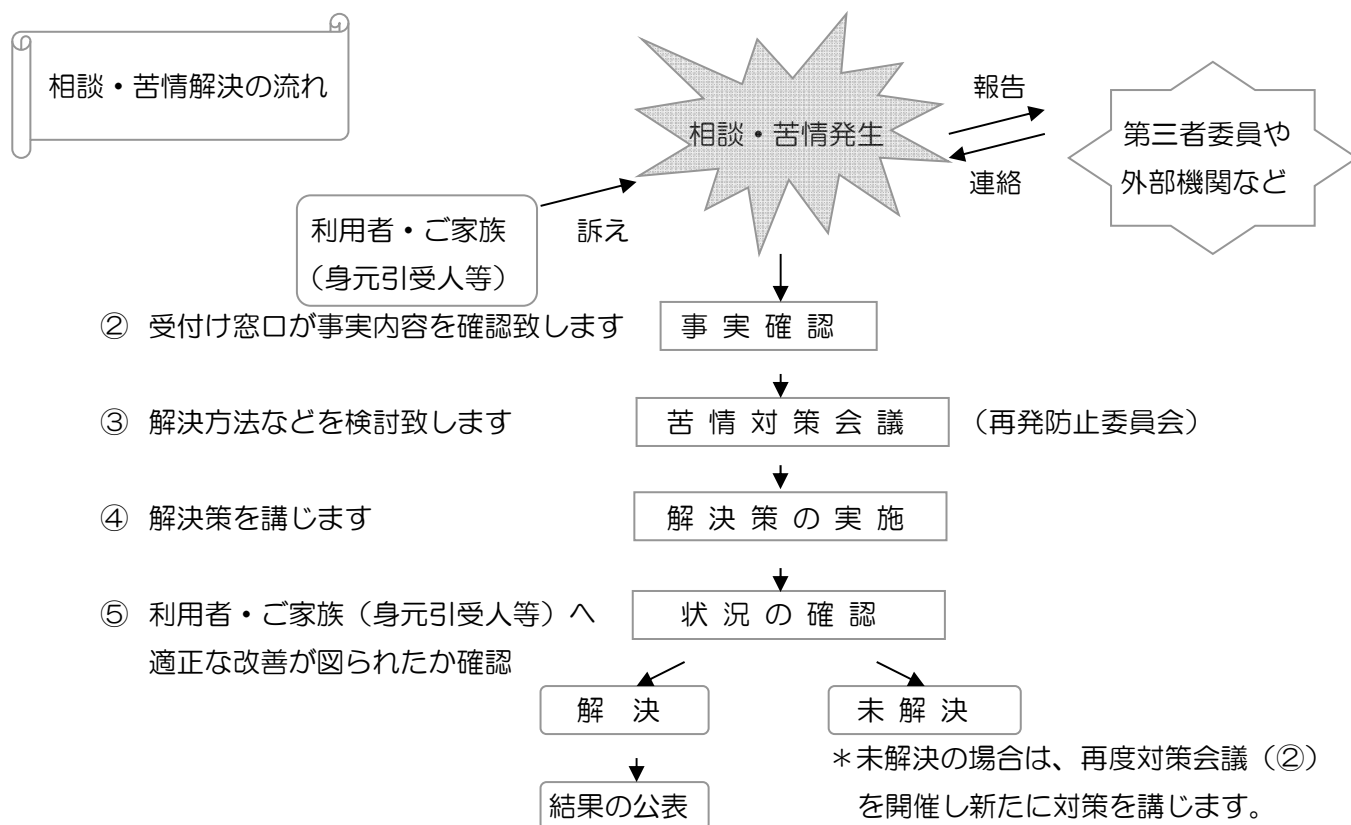 相談・苦情解決の流れ
相談・苦情発生
報告
連絡
第三者委員や
外部機関など
利用者・ご家族
（身元引受人等）
訴え
② 受付け窓口が事実内容を確認致します
事実確認
③ 解決方法などを検討致します
苦情対策会議
（再発防止委員会）
④ 解決策を講じます
解決策の実施
⑤ 利用者・ご家族（身元引受人等）へ
適正な改善が図られたか確認
状況の確認
解決
未解決
＊未解決の場合は、再度対策会議（②）
を開催し新たに対策を講じます。
結果の公表